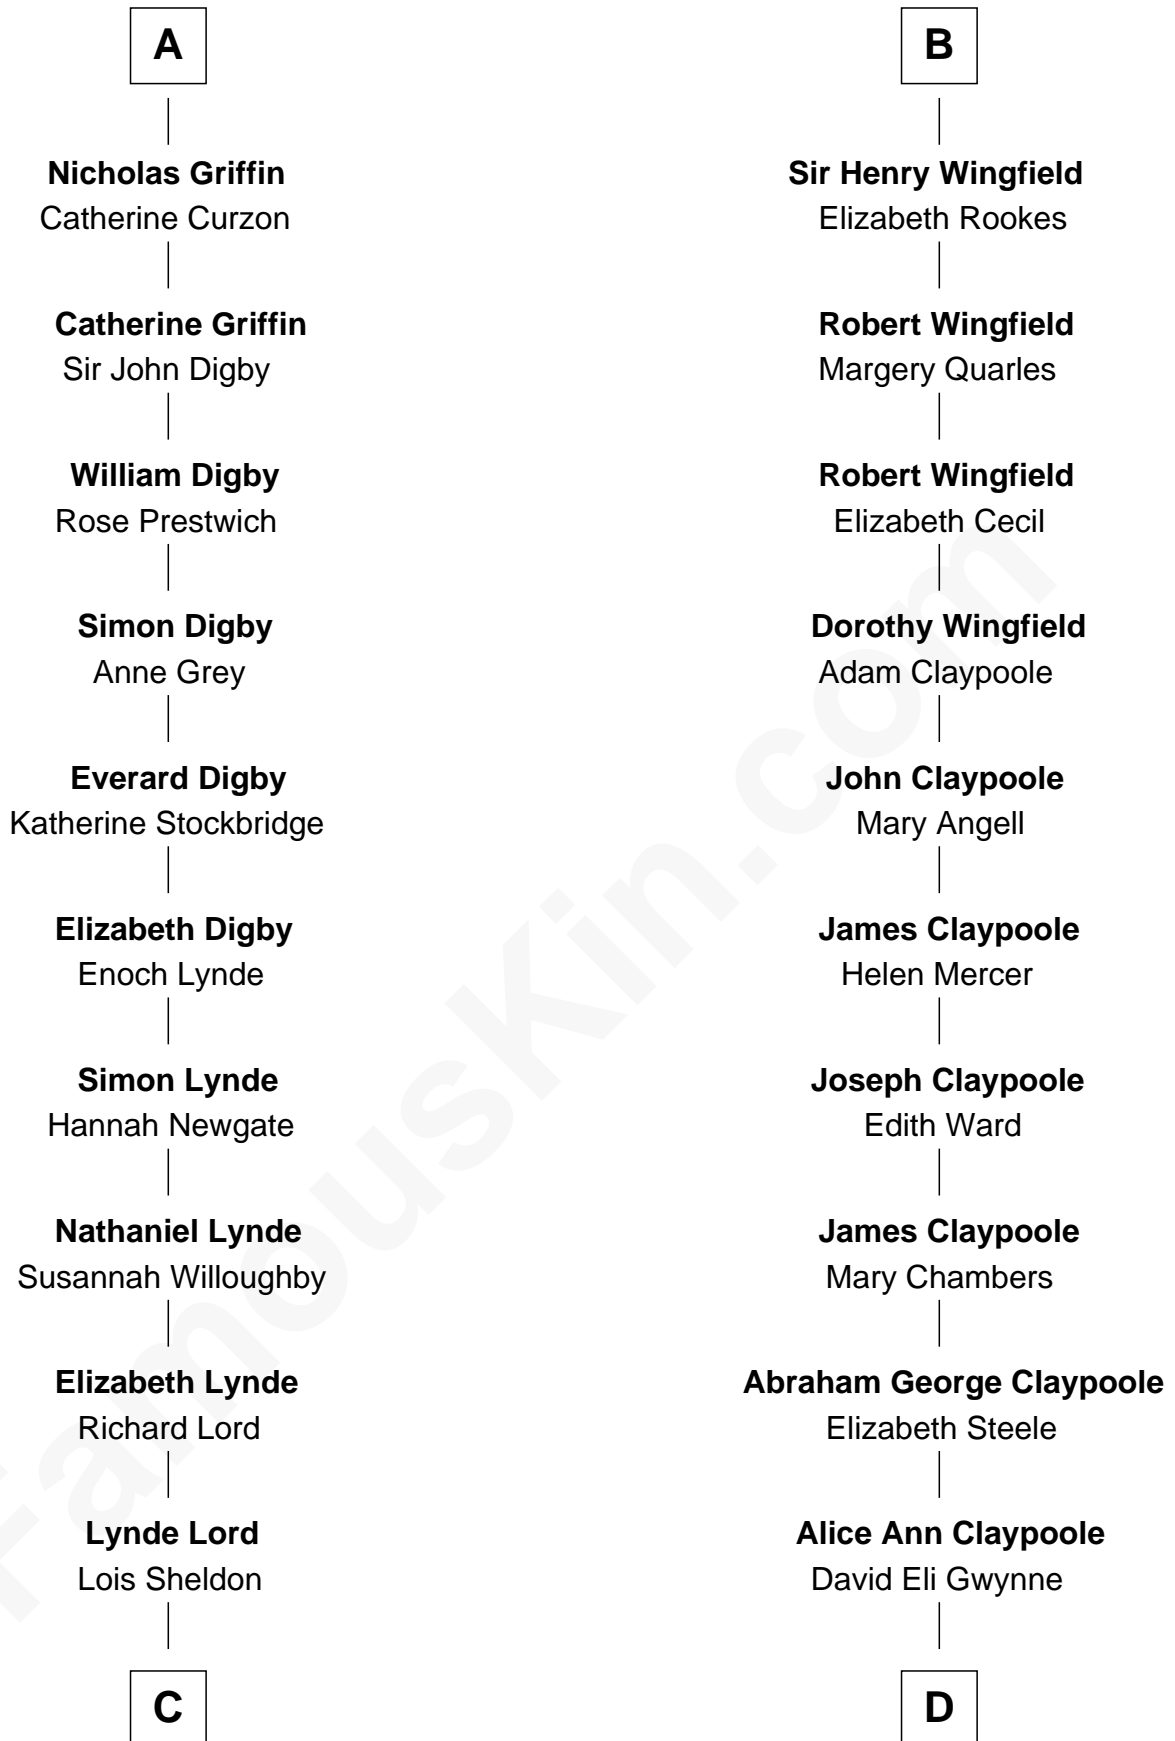 A
Nicholas Griffin
Catherine Curzon
Catherine Griffin
Sir John Digby
William Digby
Rose Prestwich
Simon Digby
Anne Grey
Everard Digby
Katherine Stockbridge
Elizabeth Digby
Enoch Lynde
Simon Lynde
Hannah Newgate
Nathaniel Lynde
Susannah Willoughby
Elizabeth Lynde
Richard Lord
Lynde Lord
Lois Sheldon
C
B
Sir Henry Wingfield
Elizabeth Rookes
Robert Wingfield
Margery Quarles
Robert Wingfield
Elizabeth Cecil
Dorothy Wingfield
Adam Claypoole
John Claypoole
Mary Angell
James Claypoole
Helen Mercer
Joseph Claypoole
Edith Ward
James Claypoole
Mary Chambers
Abraham George Claypoole
Elizabeth Steele
Alice Ann Claypoole
David Eli Gwynne
D
FamousKin.com